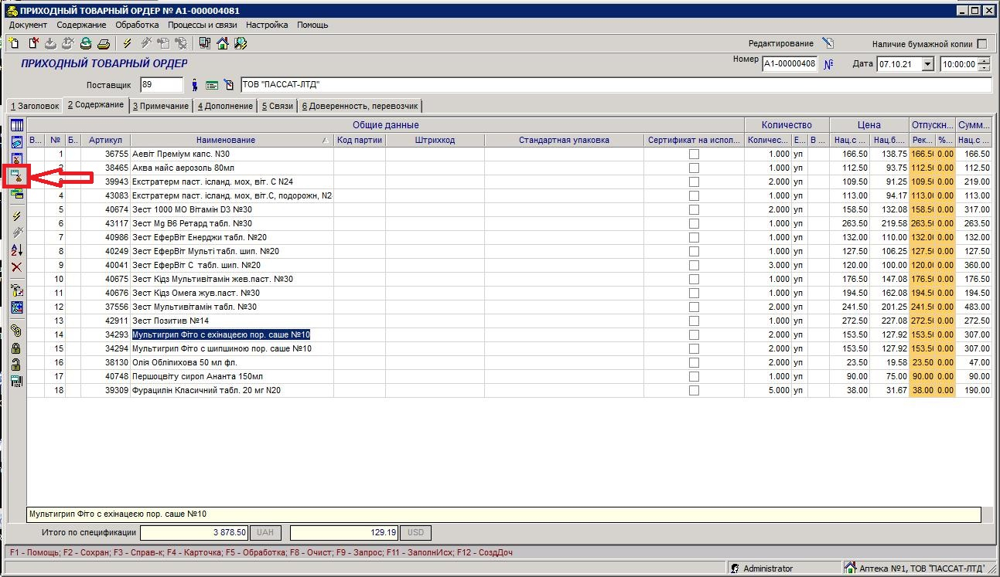 ПРИХОДНЫЙ ТОВАРНЫЙ ОРДЕР № А1-000004081
Документ Содержание Обработка Процессы и связи Настройка Помощь
Редактирование Наличие бумажной копии
ПРИХОДНЫЙ ТОВАРНЫЙ ОРДЕР Номер А1-00000408 № Дата 07.10.21 10:00:00
Поставщик 89 ТОВ "ПАССАТ-ЛТД"
1 Заголовок 2 Содержание 3 Примечание 4 Дополнение 5 Связи 6 Доверенность, перевозчик
Общие данные Количество Цена Отпускн... Сумм...
В... № Б.. Артикул Наименование Код партии Штрихкод Стандартная упаковка Сертификат на испол... Количес... Е... В ... Нац.с ... Нац.б.... Рек... %... Нац.с ...
1 36755 Аевіт Преміум капс. N30 1.000 уп 166.50 138.75 166.50 0.00 166.50
2 38465 Аква найс аерозоль 80мл 1.000 уп 112.50 93.75 112.50 0.00 112.50
3 39943 Екстратерм паст. ісланд. мох, віт. С N24 2.000 уп 109.50 91.25 109.50 0.00 219.00
4 43083 Екстратерм паст. ісланд. мох, віт.С, подорожн, N2 1.000 уп 113.00 94.17 113.00 0.00 113.00
5 40674 Зест 1000 МО Вітамін D3 №30 2.000 уп 158.50 132.08 158.50 0.00 317.00
6 43117 Зест Mg B6 Ретард табл. №30 1.000 уп 263.50 219.58 263.50 0.00 263.50
7 40986 Зест ЕферВіт Енерджи табл. №20 1.000 уп 132.00 110.00 132.00 0.00 132.00
8 40249 Зест ЕферВіт Мульті табл. шип. №20 1.000 уп 127.50 106.25 127.50 0.00 127.50
9 40041 Зест ЕферВіт С табл. шип. №20 3.000 уп 120.00 100.00 120.00 0.00 360.00
10 40675 Зест Кідз Мультивітамін жев.паст. №30 1.000 уп 176.50 147.08 176.50 0.00 176.50
11 40676 Зест Кідз Омега жув.паст. №30 1.000 уп 194.50 162.08 194.50 0.00 194.50
12 37556 Зест Мультивітамін табл. №30 2.000 уп 241.50 201.25 241.50 0.00 483.00
13 42911 Зест Позитив №14 1.000 уп 272.50 227.08 272.50 0.00 272.50
14 34293 Мультигрип Фіто с ехінацеєю пор. саше №10 2.000 уп 153.50 127.92 153.50 0.00 307.00
15 34294 Мультигрип Фіто с шипшиною пор. саше №10 2.000 уп 153.50 127.92 153.50 0.00 307.00
16 38130 Олія Обліпихова 50 мл фл. 2.000 уп 23.50 19.58 23.50 0.00 47.00
17 40748 Першоцвіту сироп Ананта 150мл 1.000 уп 90.00 75.00 90.00 0.00 90.00
18 39309 Фурацилін Класичний табл. 20 мг N20 5.000 уп 38.00 31.67 38.00 0.00 190.00
Мультигрип Фіто с ехінацеєю пор. саше №10
Итого по спецификации 3 878.50 UAH 129.19 USD
F1 - Помощь; F2 - Сохран; F3 - Справ-к; F4 - Карточка; F5 - Обработка; F8 - Очист; F9 - Запрос; F11 - ЗаполнИсх; F12 - СоздДоч
Administrator Аптека №1, ТОВ "ПАССАТ-ЛТД"